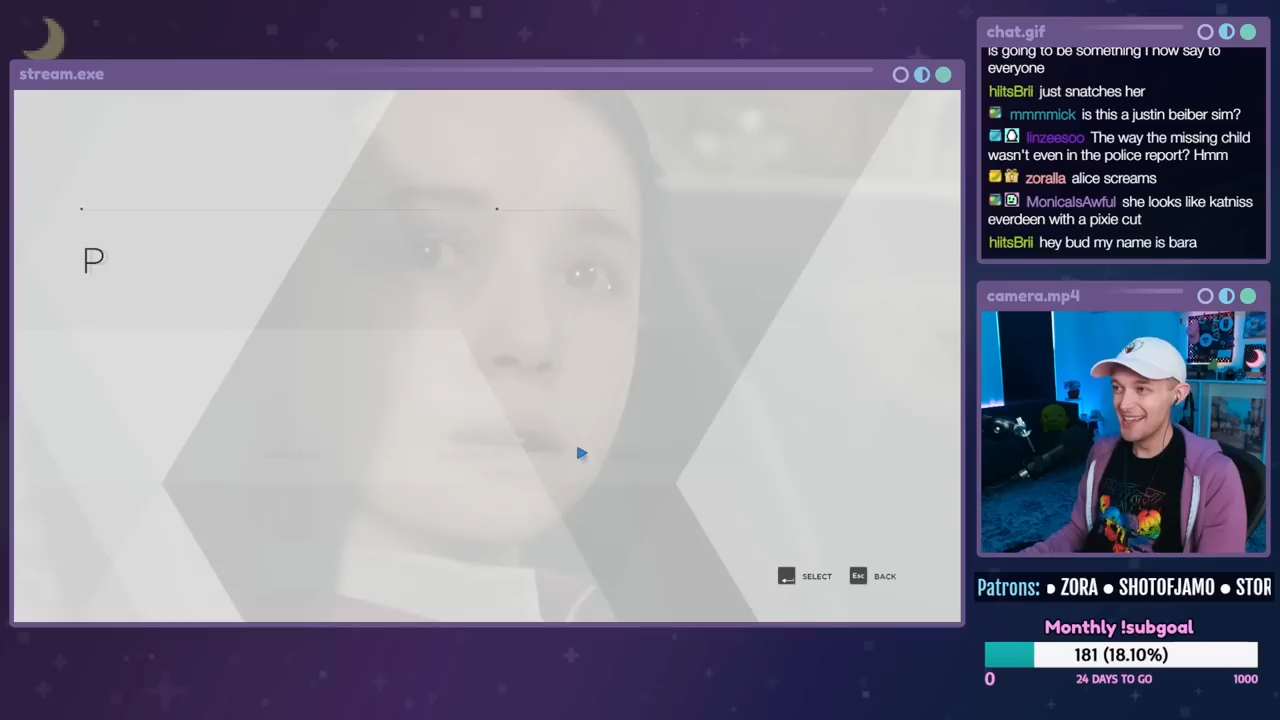 stream.exe
P
SELECT
Esc BACK
chat.gif
is going to be something I now say to
everyone
hiitsBrii just snatches her
mmmmick is this a justin beiber sim?
linzeesoo The way the missing child
wasn't even in the police report? Hmm
zoralla alice screams
MonicaIsAwful she looks like katniss
everdeen with a pixie cut
hiitsBrii hey bud my name is bara
camera.mp4
Patrons: • ZORA • SHOTOFJAMO • STOR
Monthly !subgoal
181 (18.10%)
0 24 DAYS TO GO 1000